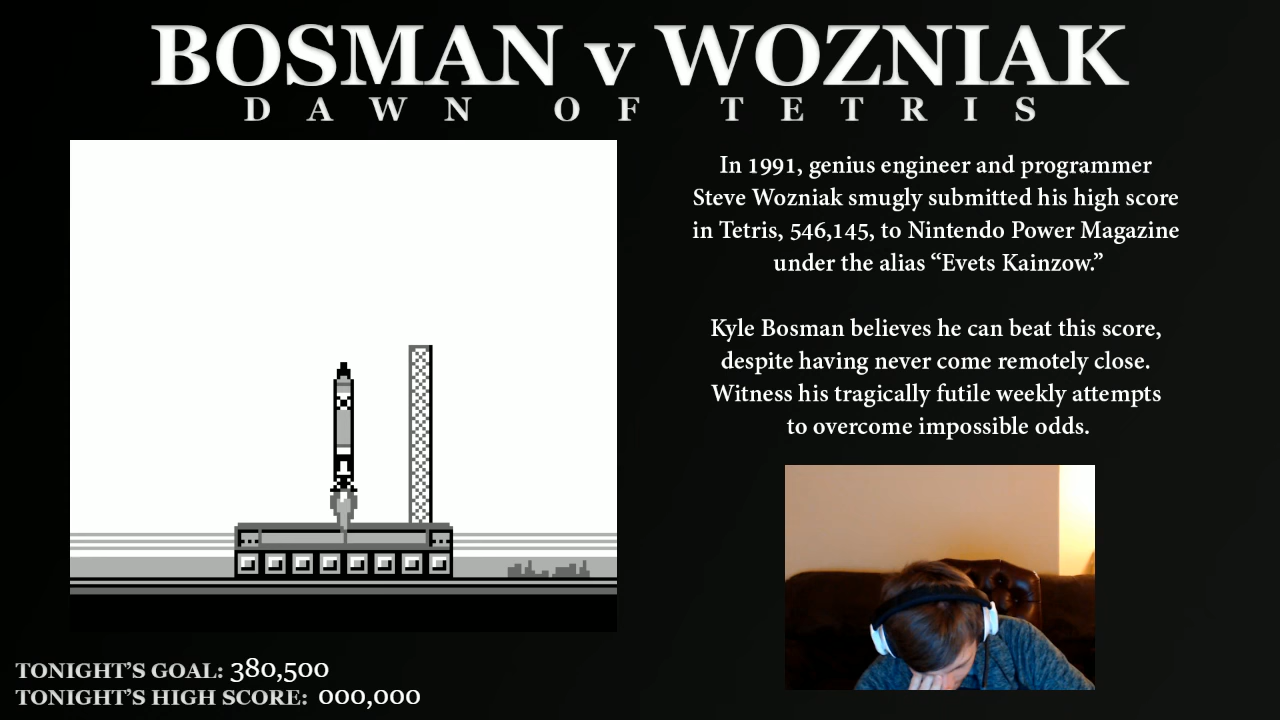 BOSMAN v WOZNIAK
DAWN OF TETRIS
In 1991, genius engineer and programmer
Steve Wozniak smugly submitted his high score
in Tetris, 546,145, to Nintendo Power Magazine
under the alias “Evets Kainzow.”
Kyle Bosman believes he can beat this score,
despite having never come remotely close.
Witness his tragically futile weekly attempts
to overcome impossible odds.
TONIGHT’S GOAL: 380,500
TONIGHT’S HIGH SCORE: 000,000